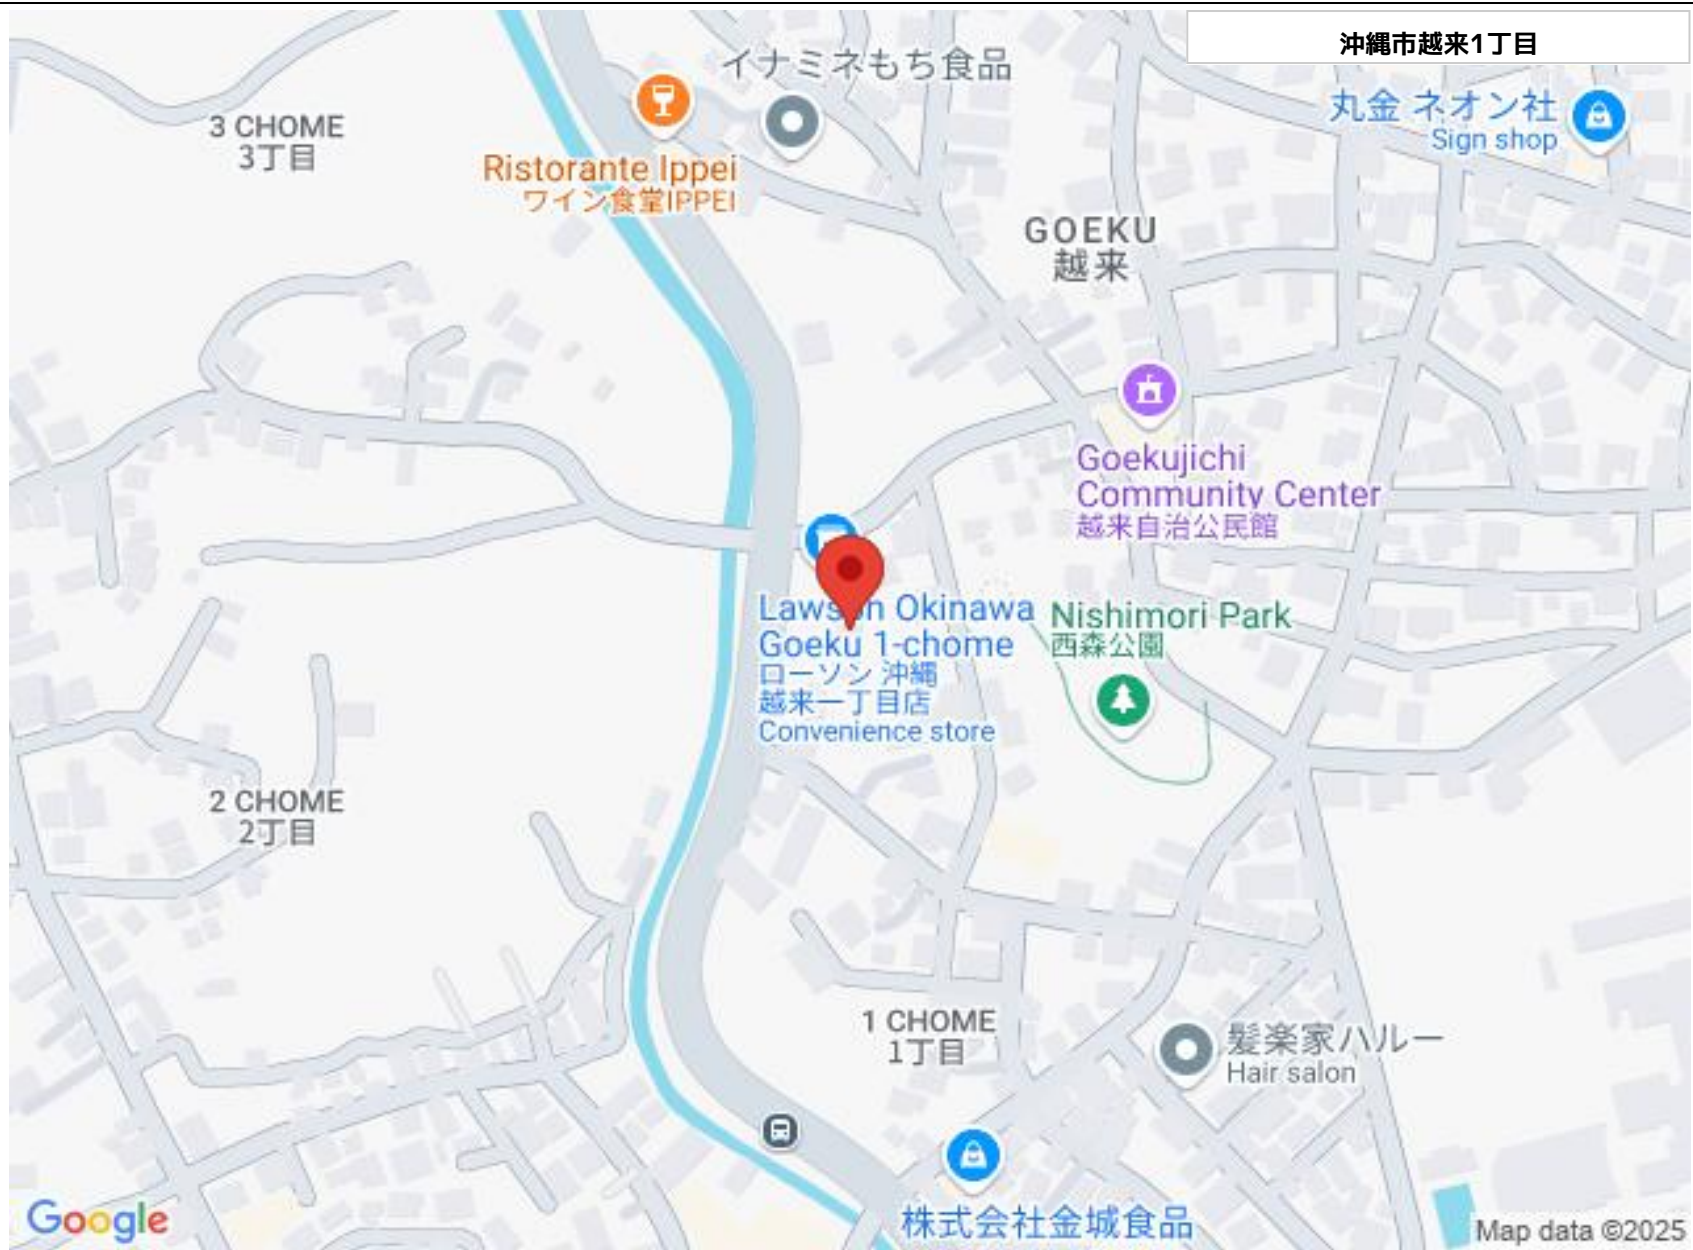 沖縄市越来1丁目
イナミネもち食品
丸金 ネオン社
Sign shop
3 CHOME
3丁目
Ristorante Ippei
ワイン食堂IPPEI
GOEKU
越来
Goekujichi
Community Center
越来自治公民館
Lawson Okinawa
Goeku 1-chome
ローソン 沖縄
越来一丁目店
Convenience store
Nishimori Park
西森公園
2 CHOME
2丁目
1 CHOME
1丁目
髪楽家ハルー
Hair salon
株式会社金城食品
Google
Map data ©2025